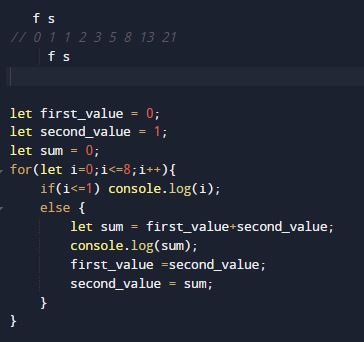 f s
// 0 1 1 2 3 5 8 13 21
f s
let first_value = 0;
let second_value = 1;
let sum = 0;
for(let i=0;i<=8;i++){
if(i<=1) console.log(i);
else {
let sum = first_value+second_value;
console.log(sum);
first_value =second_value;
second_value = sum;
}
}